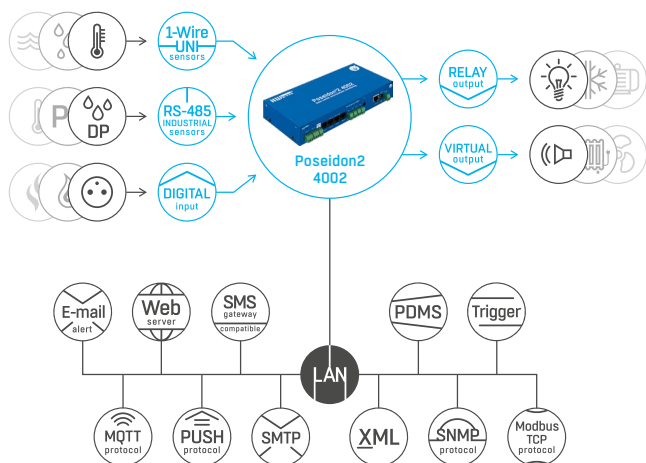 1-Wire
UNI
sensors
P
DP
RS-485
INDUSTRIAL
sensors
DIGITAL
input
Poseidon2 4002
Poseidon2
4002
RELAY
output
VIRTUAL
output
E-mail
alert
Web
server
SMS
gateway
compatible
PDMS
Trigger
LAN
MQTT
protocol
PUSH
protocol
SMTP
XML
SNMP
protocol
Modbus
TCP
protocol